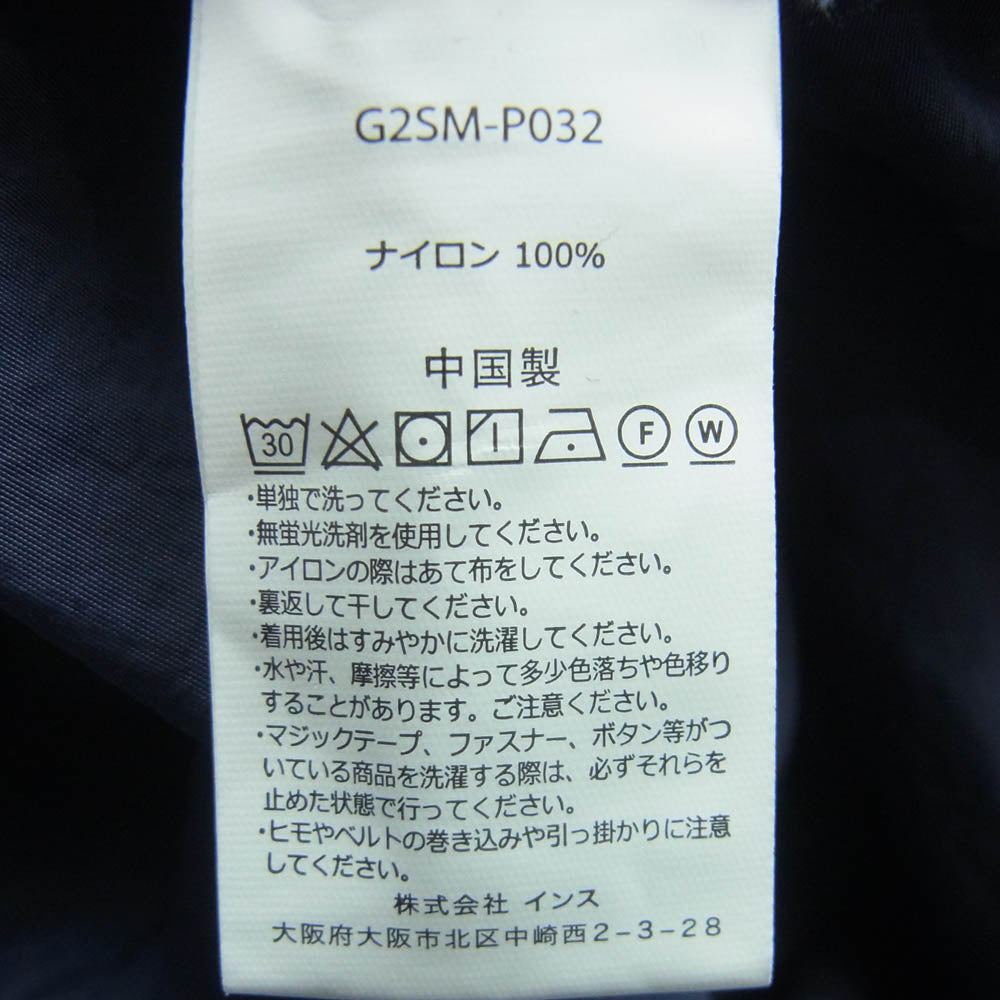 G2SM-P032
ナイロン 100%
中国製
30 F W
・単独で洗ってください。
・無蛍光洗剤を使用してください。
・アイロンの際はあて布をしてください。
・裏返して干してください。
・着用後はすみやかに洗濯してください。
・水や汗、摩擦等によって多少色落ちや色移り
することがあります。ご注意ください。
・マジックテープ、ファスナー、ボタン等がつ
いている商品を洗濯する際は、必ずそれらを
止めた状態で行ってください。
・ヒモやベルトの巻き込みや引っ掛かりに注意
してください。
株式会社 インス
大阪府大阪市北区中崎西2-3-28